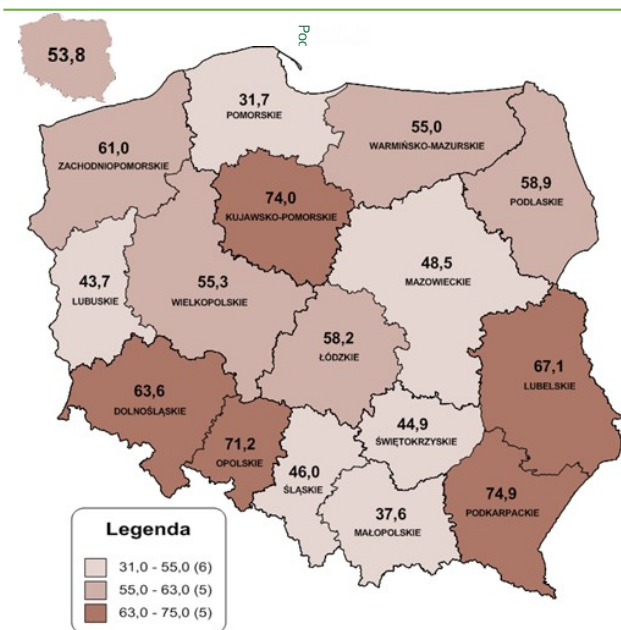 53,8
Poc
31,7
POMORSKIE
55,0
WARMIŃSKO-MAZURSKIE
61,0
ZACHODNIOPOMORSKIE
58,9
PODLASKIE
74,0
KUJAWSKO-POMORSKIE
48,5
MAZOWIECKIE
43,7
LUBUSKIE
55,3
WIELKOPOLSKIE
58,2
ŁÓDZKIE
67,1
LUBELSKIE
63,6
DOLNOŚLĄSKIE
44,9
ŚWIĘTOKRZYSKIE
71,2
OPOLSKIE
46,0
ŚLĄSKIE
74,9
PODKARPACKIE
37,6
MAŁOPOLSKIE
Legenda
31,0 - 55,0 (6)
55,0 - 63,0 (5)
63,0 - 75,0 (5)